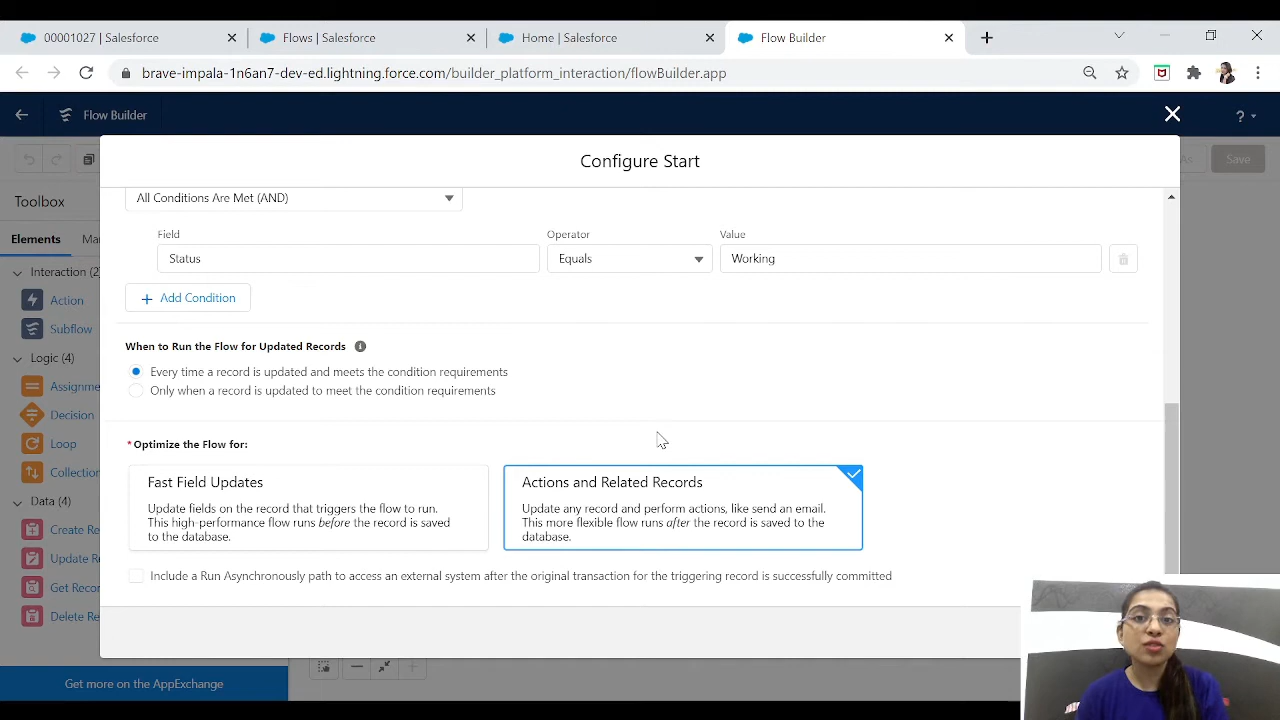 00001027 | Salesforce
Flows | Salesforce
Home | Salesforce
Flow Builder
brave-impala-1n6an7-dev-ed.lightning.force.com/builder_platform_interaction/flowBuilder.app
Flow Builder
?
Configure Start
As
Save
Toolbox
All Conditions Are Met (AND)
Elements
Field
Operator
Value
Status
Equals
Working
Interaction (2
Action
+ Add Condition
Subflow
When to Run the Flow for Updated Records
Logic (4)
Every time a record is updated and meets the condition requirements
Assignme
Only when a record is updated to meet the condition requirements
Decision
Loop
*Optimize the Flow for:
Collection
Fast Field Updates
Update fields on the record that triggers the flow to run.
This high-performance flow runs before the record is saved
to the database.
Actions and Related Records
Update any record and perform actions, like send an email.
This more flexible flow runs after the record is saved to the
database.
Data (4)
Create Re
Update Re
Include a Run Asynchronously path to access an external system after the original transaction for the triggering record is successfully committed
Get Recor
Delete Re
Get more on the AppExchange